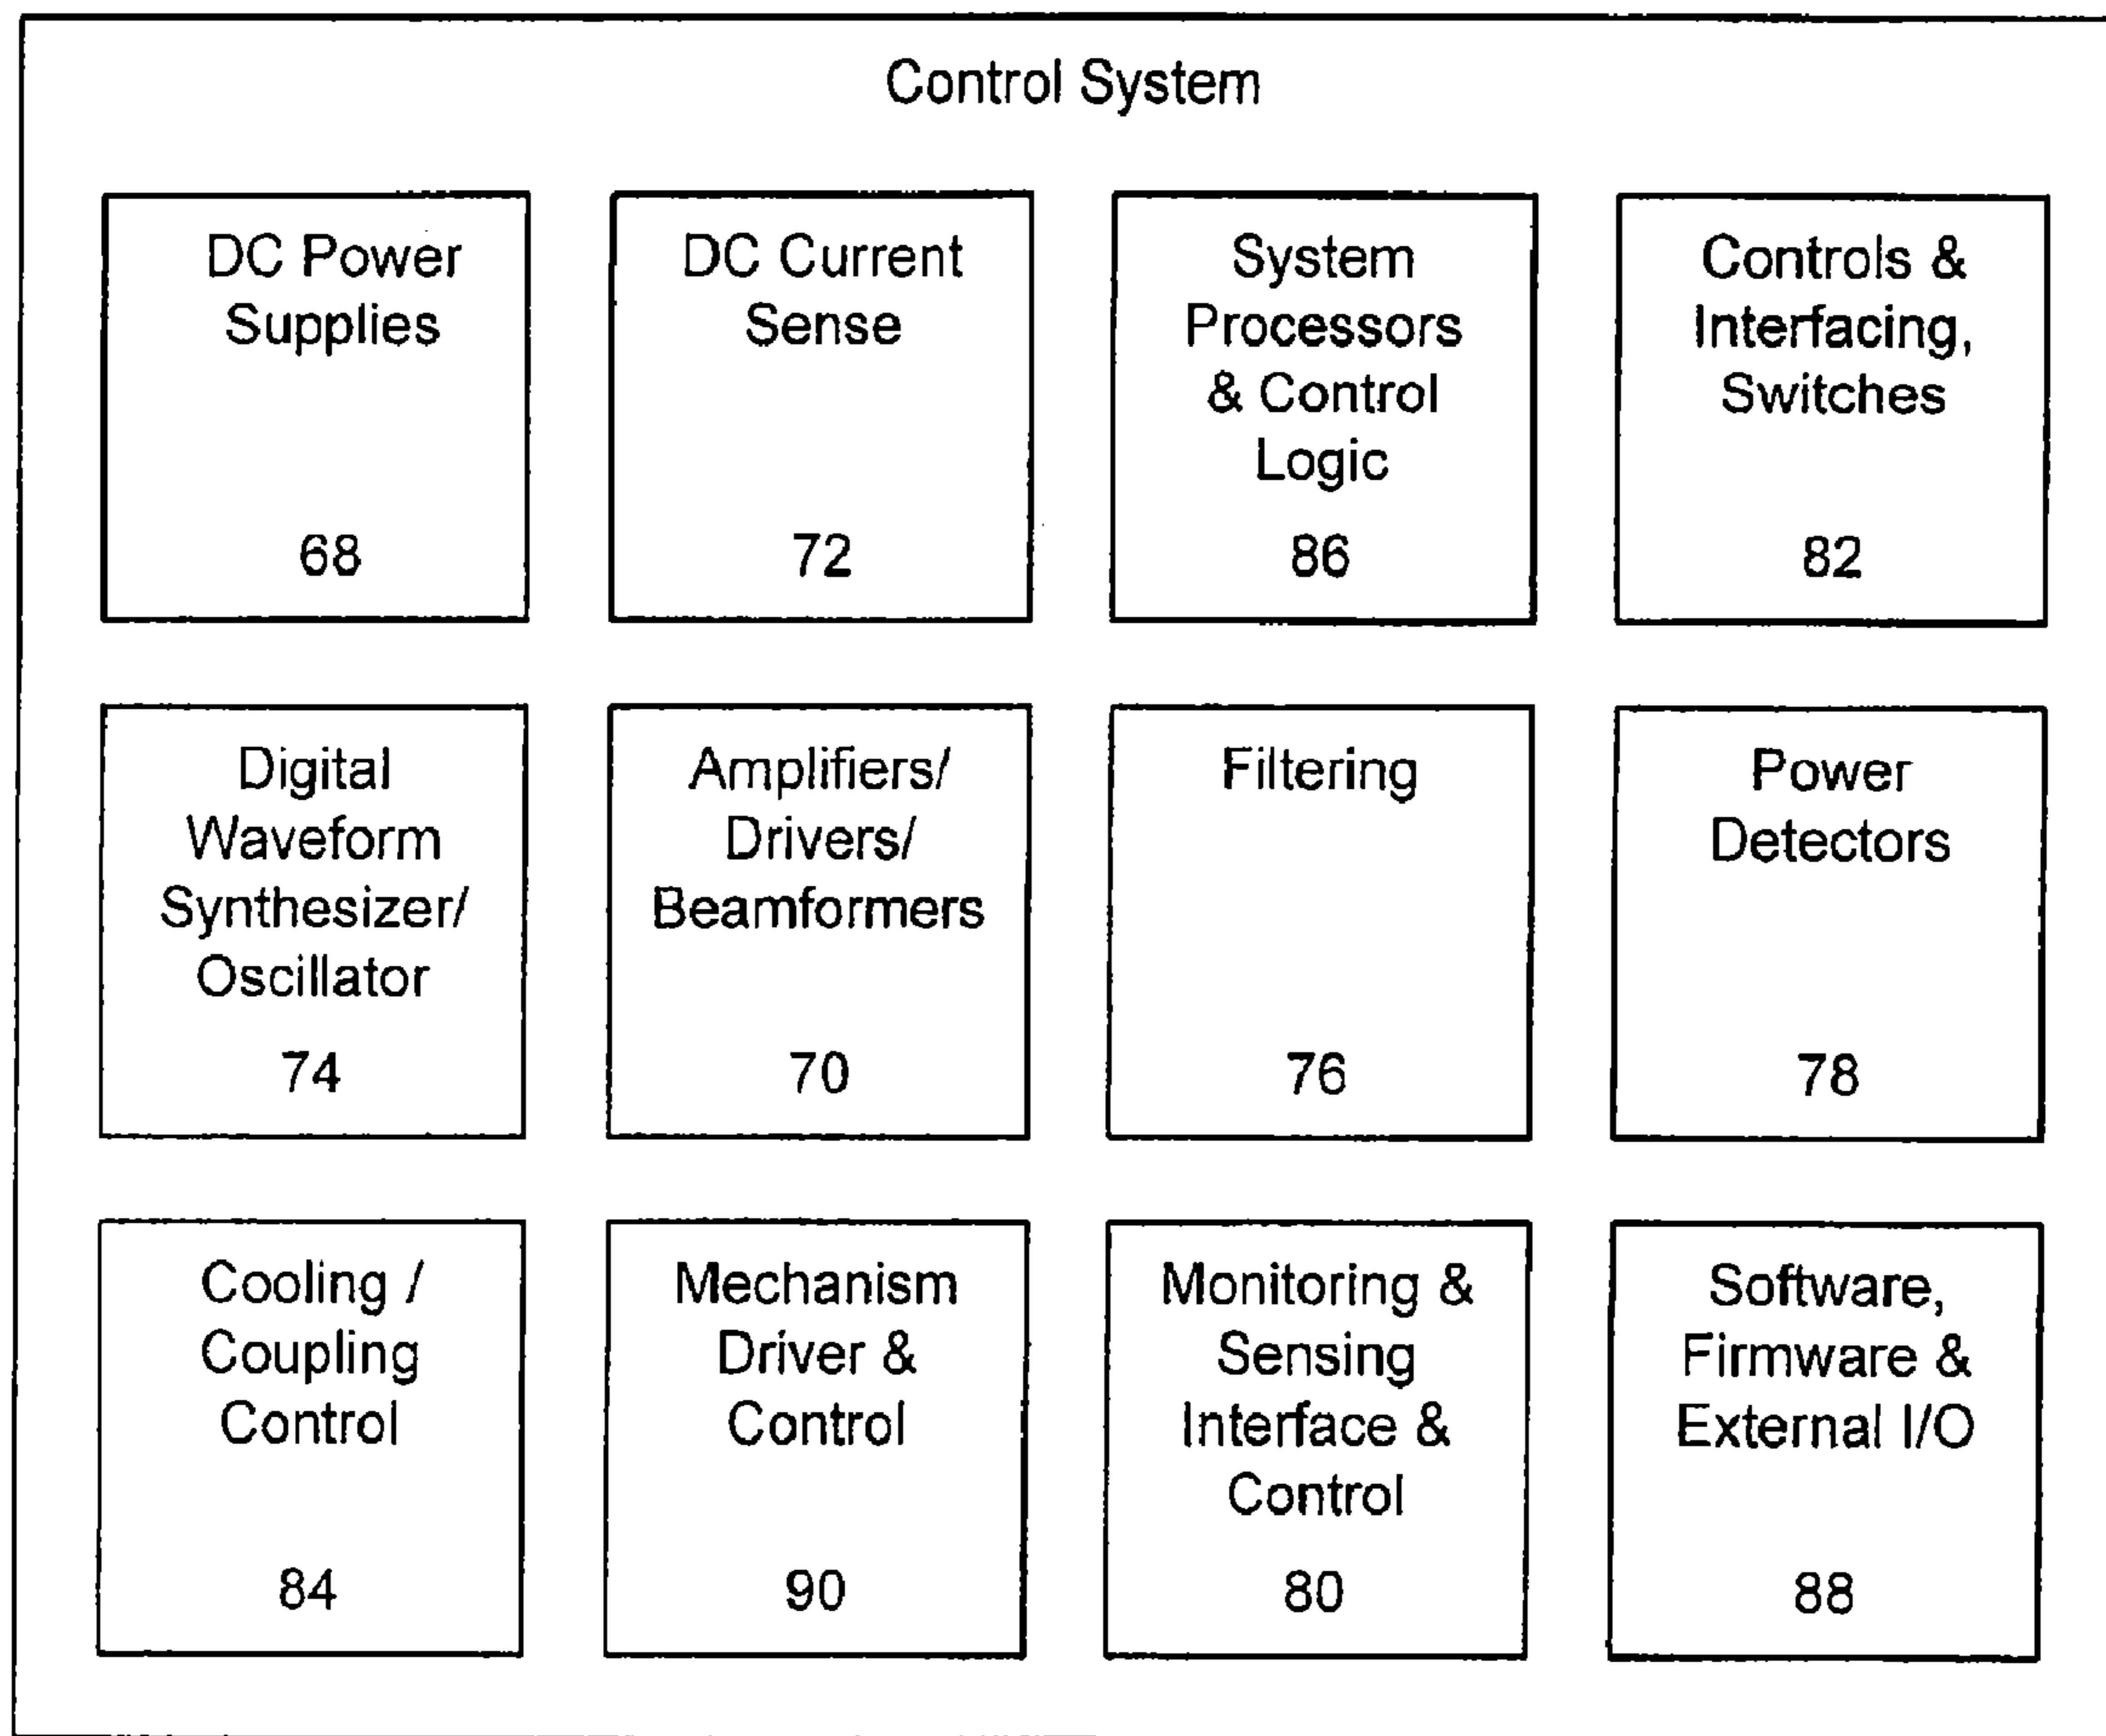 Control System
DC Power
Supplies
68
DC Current
Sense
72
System
Processors
& Control
Logic
86
Controls &
Interfacing,
Switches
82
Digital
Waveform
Synthesizer/
Oscillator
74
Amplifiers/
Drivers/
Beamformers
70
Filtering
76
Power
Detectors
78
Cooling /
Coupling
Control
84
Mechanism
Driver &
Control
90
Monitoring &
Sensing
Interface &
Control
80
Software,
Firmware &
External I/O
88